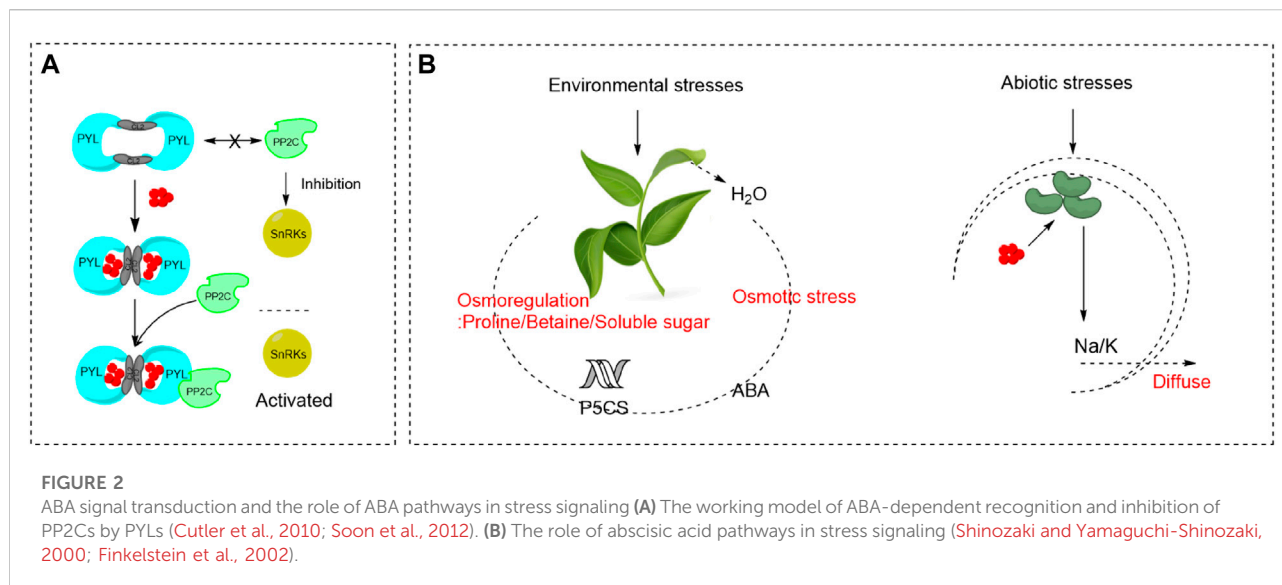 A
PYL
PYL
PP2C
Inhibition
SnRKs
PYL
PYL
PP2C
SnRKs
PYL
PYL
PP2C
Activated
B
Environmental stresses
H₂O
Osmoregulation
:Proline/Betaine/Soluble sugar
Osmotic stress
P5CS
ABA
Abiotic stresses
Na/K
Diffuse
FIGURE 2
ABA signal transduction and the role of ABA pathways in stress signaling (A) The working model of ABA-dependent recognition and inhibition of
PP2Cs by PYLs (Cutler et al., 2010; Soon et al., 2012). (B) The role of abscisic acid pathways in stress signaling (Shinozaki and Yamaguchi-Shinozaki,
2000; Finkelstein et al., 2002).